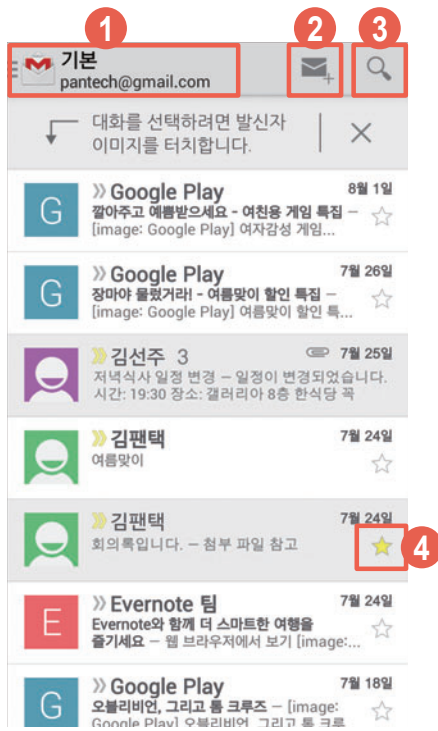 1
2
3
기본
pantech@gmail.com
대화를 선택하려면 발신자
이미지를 터치합니다.
G
Google Play
8월 1일
깔아주고 예쁨받으세요 - 여친용 게임 특집 –
[image: Google Play] 여자감성 게임...
G
Google Play
7월 26일
장마야 물렀거라! - 여름맞이 할인 특집 –
[image: Google Play] 여름맞이 할인 특...
김선주 3
7월 25일
저녁식사 일정 변경 – 일정이 변경되었습니다.
시간: 19:30 장소: 갤러리아 8층 한식당 꼭
김팬택
7월 24일
여름맞이
김팬택
7월 24일
회의록입니다. – 첨부 파일 참고
4
E
Evernote 팀
7월 24일
Evernote와 함께 더 스마트한 여행을
즐기세요 – 웹 브라우저에서 보기 [image:...
G
Google Play
7월 18일
오블리비언, 그리고 톰 크루즈 – [image:
Google Play] 오블리비언, 그리고 톰 크루